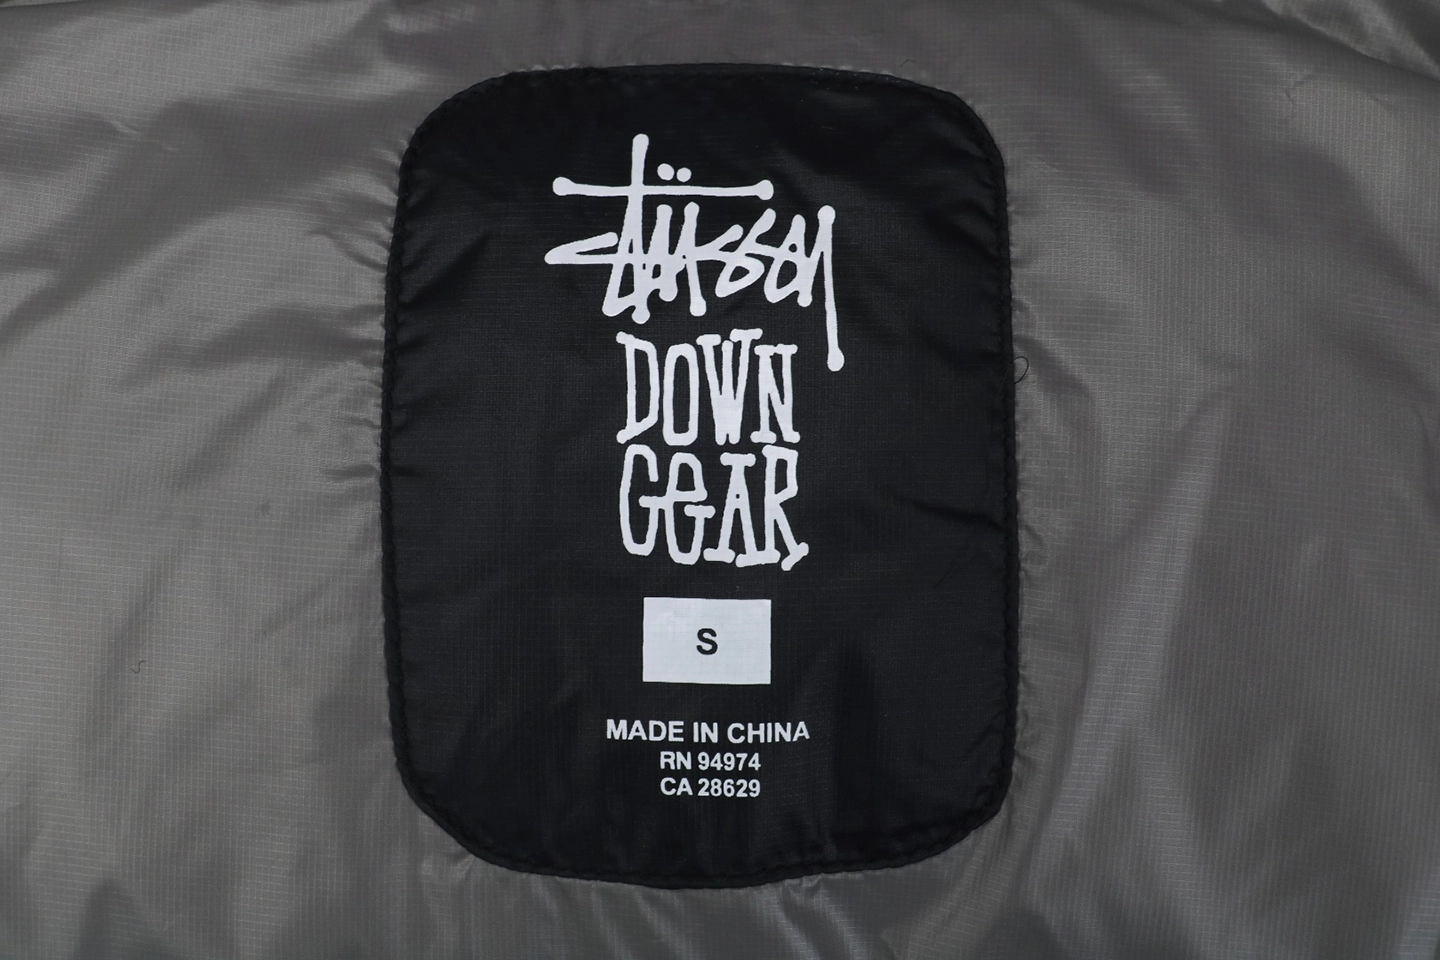 Stüssy
DOWN
GeAR
S
MADE IN CHINA
RN 94974
CA 28629